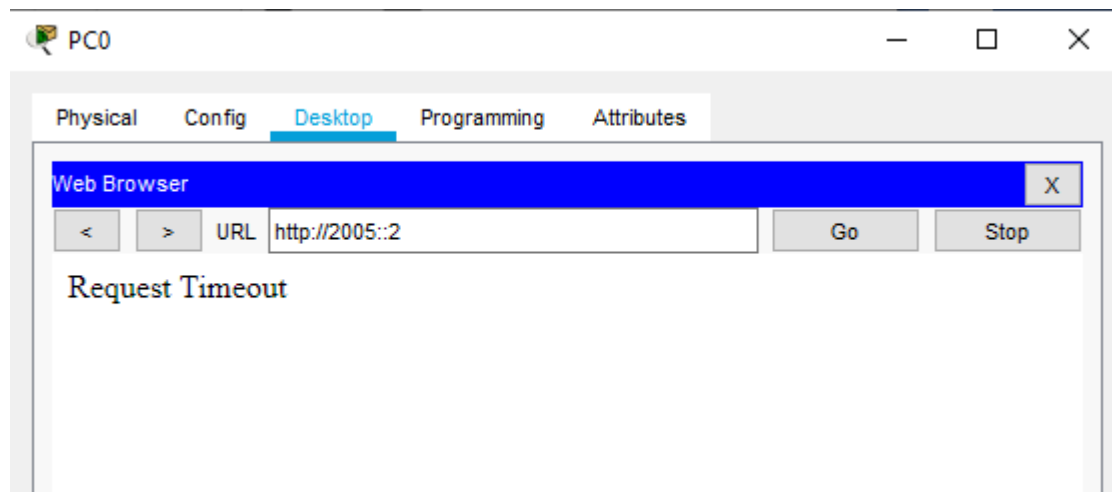 PC0
Physical Config Desktop Programming Attributes
Web Browser X
< > URL http://2005::2 Go Stop
Request Timeout